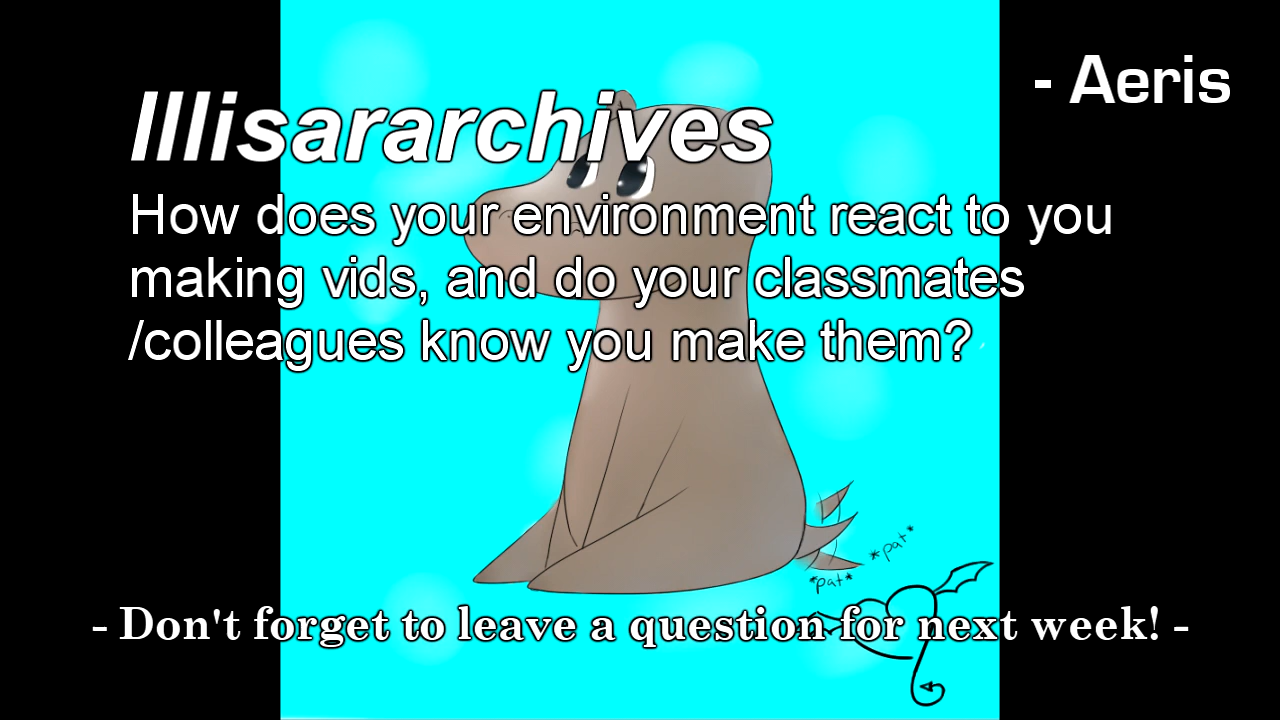 - Aeris
Illisararchives
How does your environment react to you
making vids, and do your classmates
/colleagues know you make them?
*pat*
*pat*
- Don't forget to leave a question for next week! -